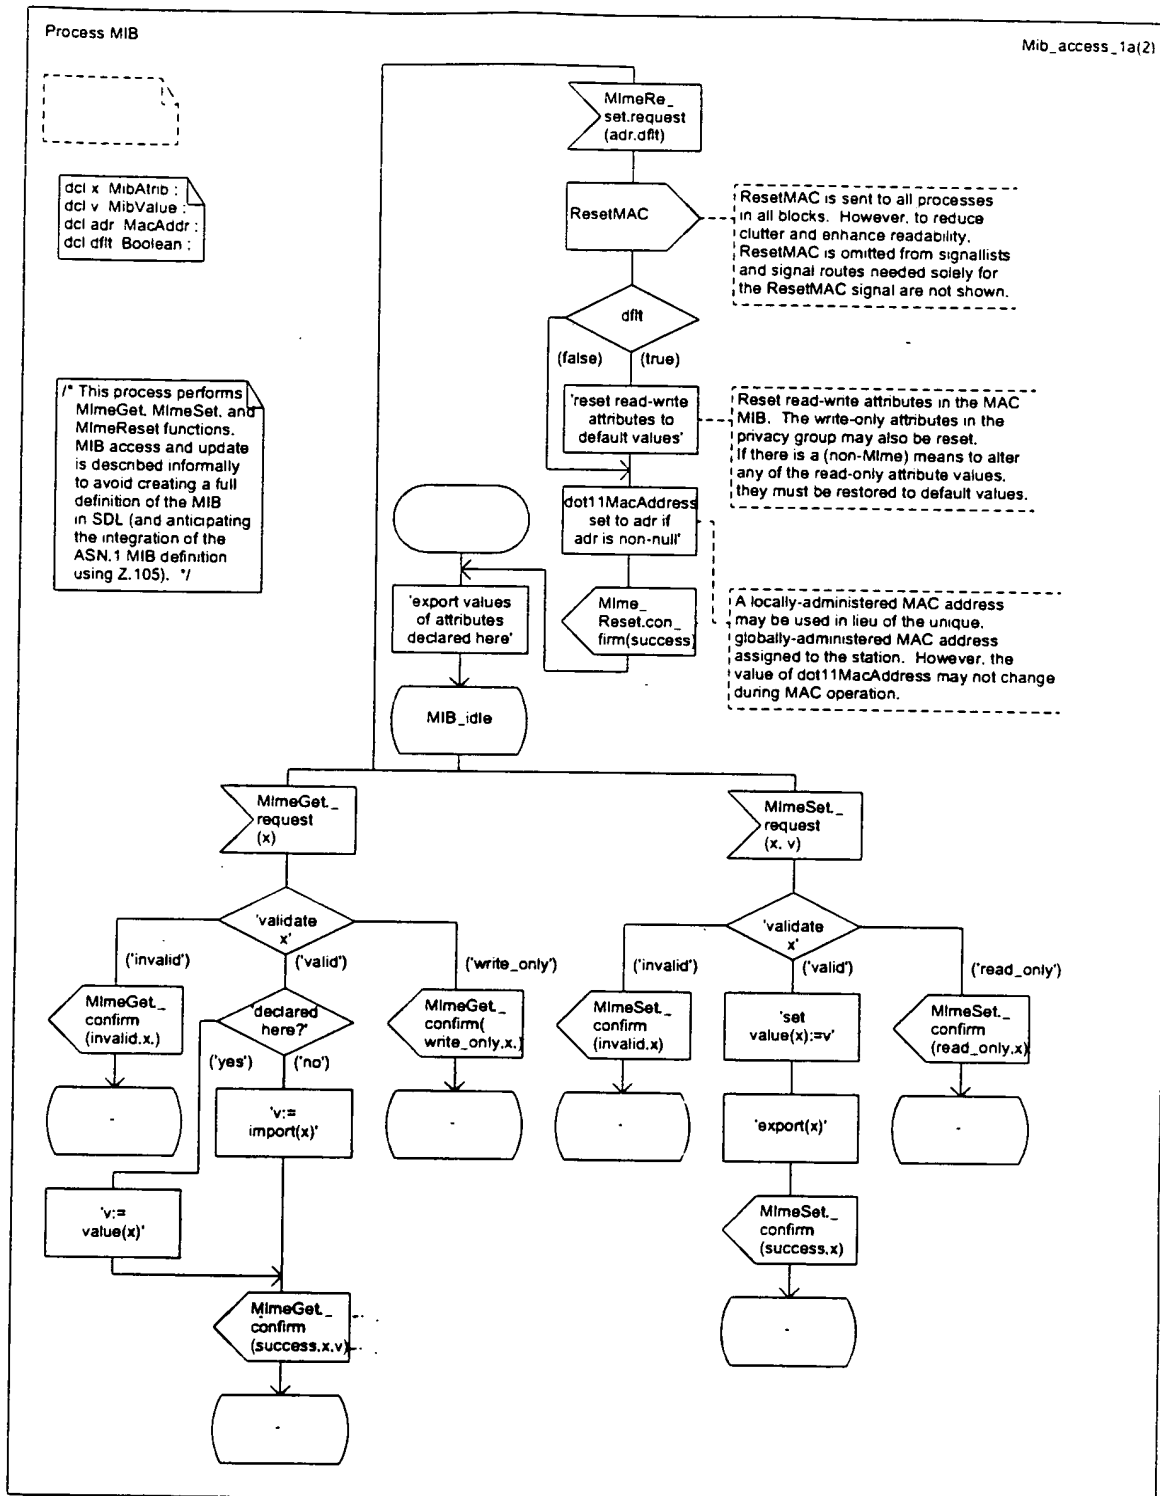 Process MIB
Mib_access_1a(2)
MlmeRe_
set.request
(adr.dflt)
dcl x MibAtrib :
dcl v MibValue :
dcl adr MacAddr :
dcl dflt Boolean :
ResetMAC
ResetMAC is sent to all processes
in all blocks. However, to reduce
clutter and enhance readability,
ResetMAC is omitted from signallists
and signal routes needed solely for
the ResetMAC signal are not shown.
dflt
(false)
(true)
/* This process performs
MlmeGet, MlmeSet, and
MlmeReset functions.
MIB access and update
is described informally
to avoid creating a full
definition of the MIB
in SDL (and anticipating
the integration of the
ASN.1 MIB definition
using Z.105). */
'reset read-write
attributes to
default values'
Reset read-write attributes in the MAC
MIB. The write-only attributes in the
privacy group may also be reset.
If there is a (non-Mlme) means to alter
any of the read-only attribute values,
they must be restored to default values.
dot11MacAddress
set to adr if
adr is non-null'
'export values
of attributes
declared here'
Mlme_
Reset.con_
firm(success)
A locally-administered MAC address
may be used in lieu of the unique,
globally-administered MAC address
assigned to the station. However, the
value of dot11MacAddress may not change
during MAC operation.
MIB_idle
MlmeGet._
request
(x)
MlmeSet._
request
(x, v)
'validate
x'
'validate
x'
('invalid')
('valid')
('write_only')
('invalid')
('valid')
('read_only')
MlmeGet._
confirm
(invalid,x,)
'declared
here?'
MlmeGet._
confirm(
write_only,x,)
MlmeSet._
confirm
(invalid,x)
'set
value(x):=v'
MlmeSet._
confirm
(read_only,x)
('yes')
('no')
-
'v:=
import(x)'
-
-
'export(x)'
-
'v:=
value(x)'
MlmeSet._
confirm
(success,x)
MlmeGet._
confirm
(success,x,v)
-
-